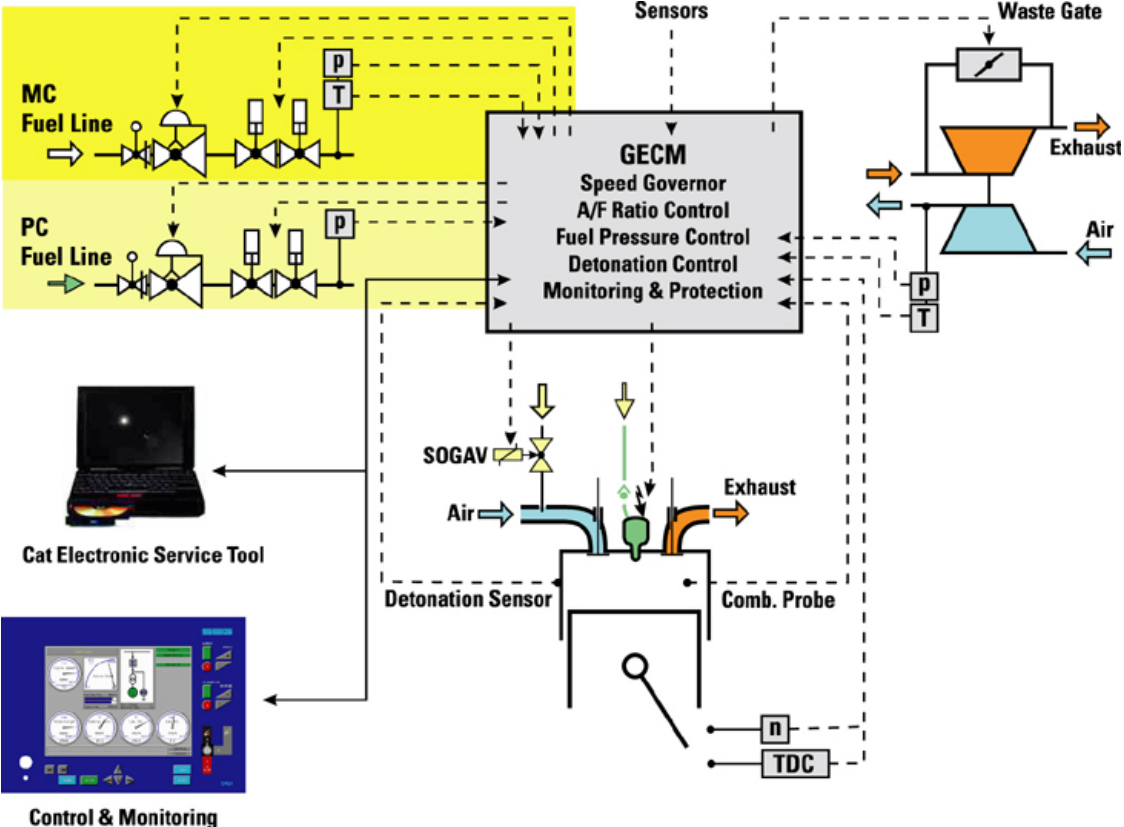 Sensors
Waste Gate
MC
Fuel Line
p
T
GECM
Speed Governor
A/F Ratio Control
Fuel Pressure Control
Detonation Control
Monitoring & Protection
Exhaust
PC
Fuel Line
p
Air
p
T
SOGAV
Air
Exhaust
Cat Electronic Service Tool
Detonation Sensor
Comb. Probe
n
TDC
Control & Monitoring